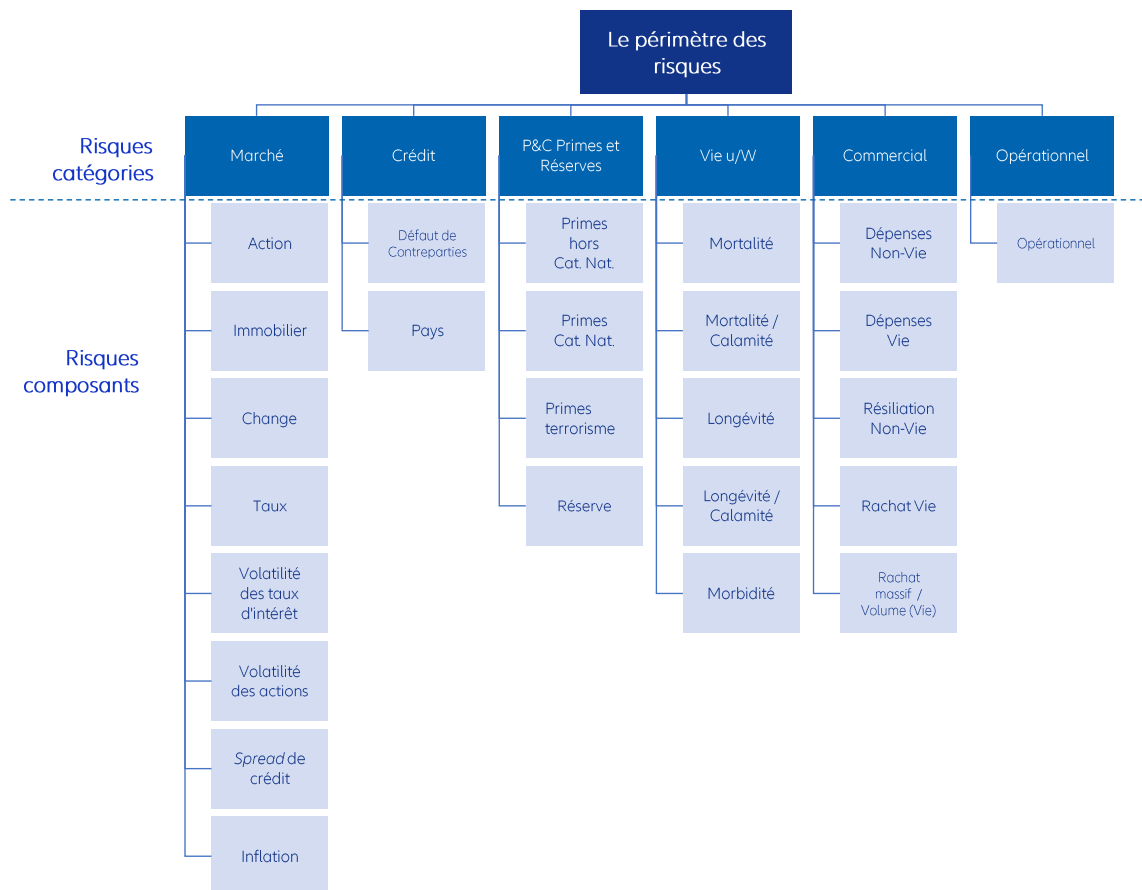 Le périmètre des
risques
Risques
catégories
Marché
Crédit
P&C Primes et
Réserves
Vie u/W
Commercial
Opérationnel
Risques
composants
Action
Immobilier
Change
Taux
Volatilité
des taux
d'intérêt
Volatilité
des actions
Spread de
crédit
Inflation
Défaut de
Contreparties
Pays
Primes
hors
Cat. Nat.
Primes
Cat. Nat.
Primes
terrorisme
Réserve
Mortalité
Mortalité /
Calamité
Longévité
Longévité /
Calamité
Morbidité
Dépenses
Non-Vie
Dépenses
Vie
Résiliation
Non-Vie
Rachat Vie
Rachat
massif /
Volume (Vie)
Opérationnel